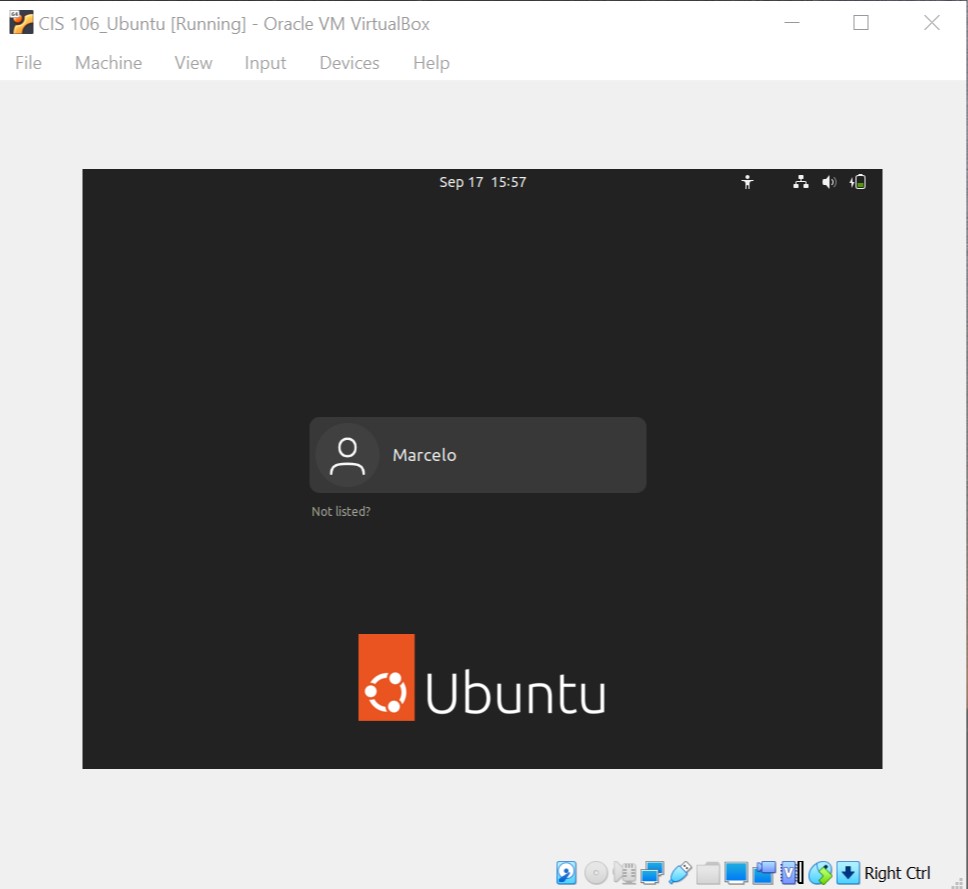 CIS 106_Ubuntu [Running] - Oracle VM VirtualBox
File Machine View Input Devices Help
Sep 17 15:57
Marcelo
Not listed?
Ubuntu
Right Ctrl